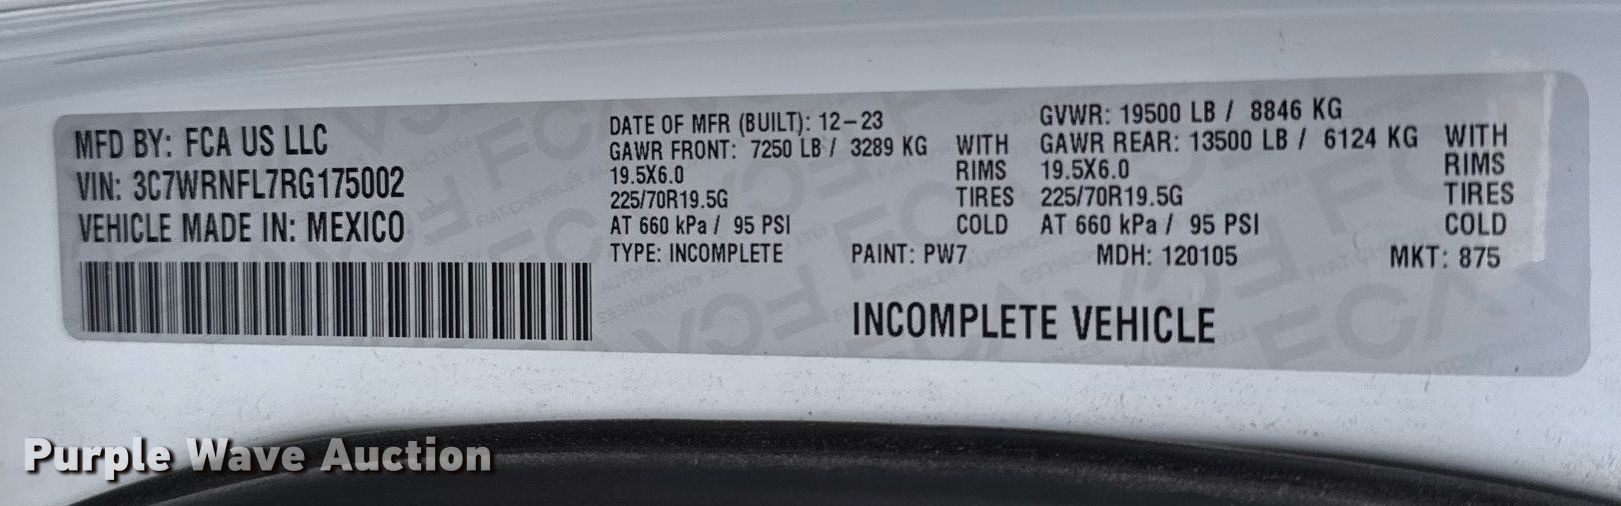 MFD BY: FCA US LLC
VIN: 3C7WRNFL7RG175002
VEHICLE MADE IN: MEXICO
DATE OF MFR (BUILT): 12-23
GAWR FRONT: 7250 LB / 3289 KG WITH
19.5X6.0 RIMS
225/70R19.5G TIRES
AT 660 kPa / 95 PSI COLD
GVWR: 19500 LB / 8846 KG
GAWR REAR: 13500 LB / 6124 KG WITH
19.5X6.0 RIMS
225/70R19.5G TIRES
AT 660 kPa / 95 PSI COLD
TYPE: INCOMPLETE PAINT: PW7 MDH: 120105 MKT: 875
INCOMPLETE VEHICLE
Purple Wave Auction